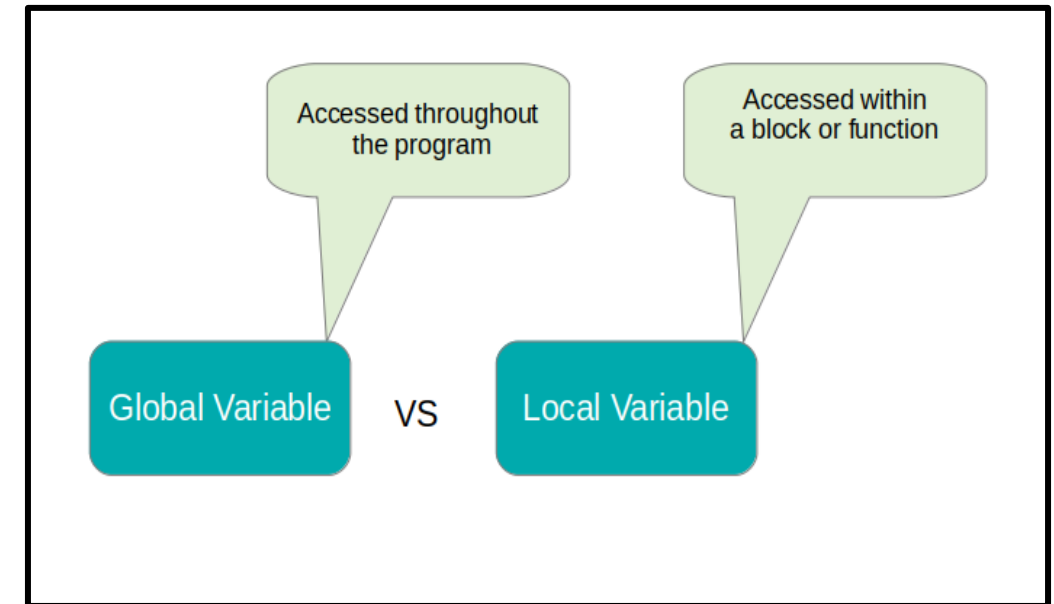 Accessed throughout
the program
Accessed within
a block or function
Global Variable
VS
Local Variable